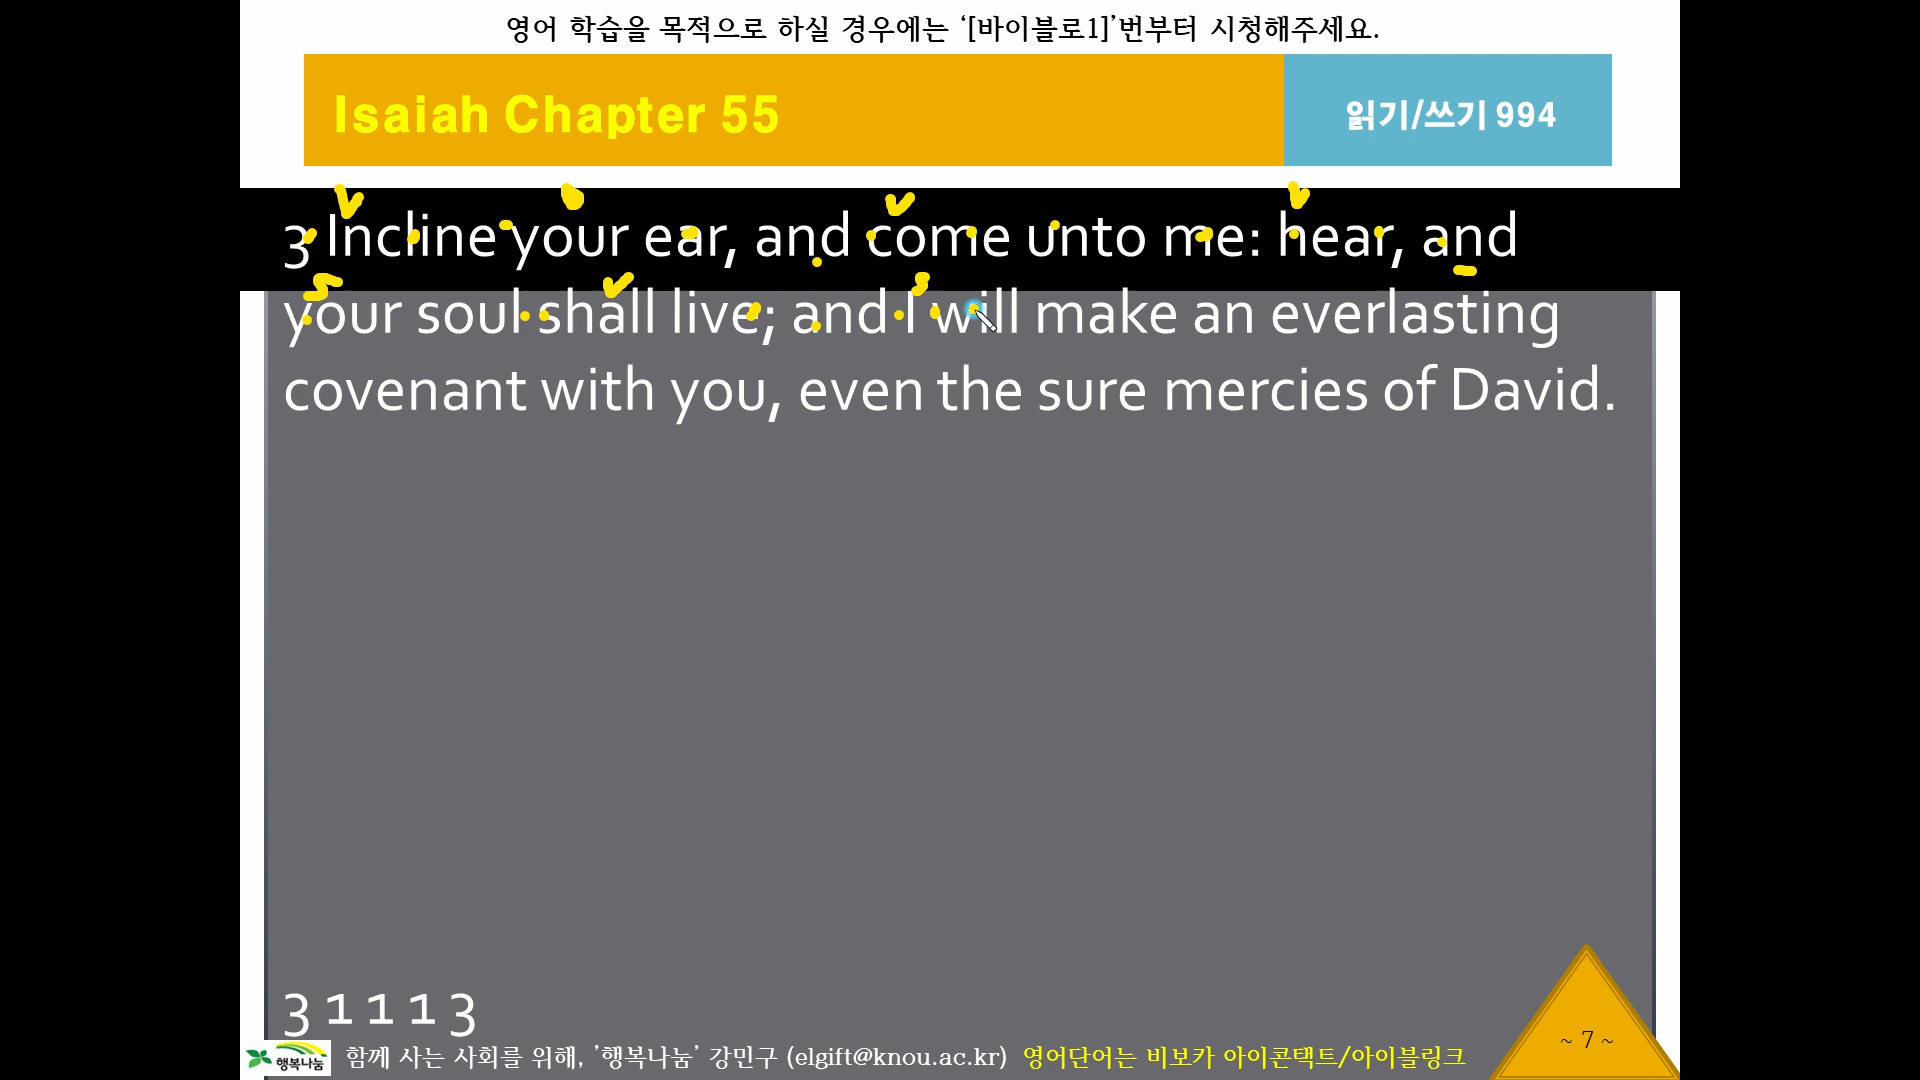 영어 학습을 목적으로 하실 경우에는 ‘[바이블로1]’번부터 시청해주세요.
Isaiah Chapter 55
읽기/쓰기 994
3 Incline your ear, and come unto me: hear, and
your soul shall live; and I will make an everlasting
covenant with you, even the sure mercies of David.
3 1 1 1 3
~ 7 ~
행복나눔
함께 사는 사회를 위해, ’행복나눔’ 강민구 (elgift@knou.ac.kr) 영어단어는 비보카 아이콘택트/아이블링크